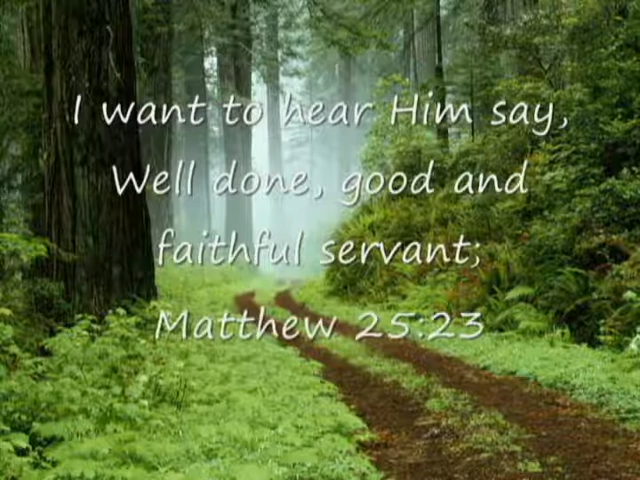 I want to hear Him say,
Well done, good and
faithful servant;
Matthew 25:23